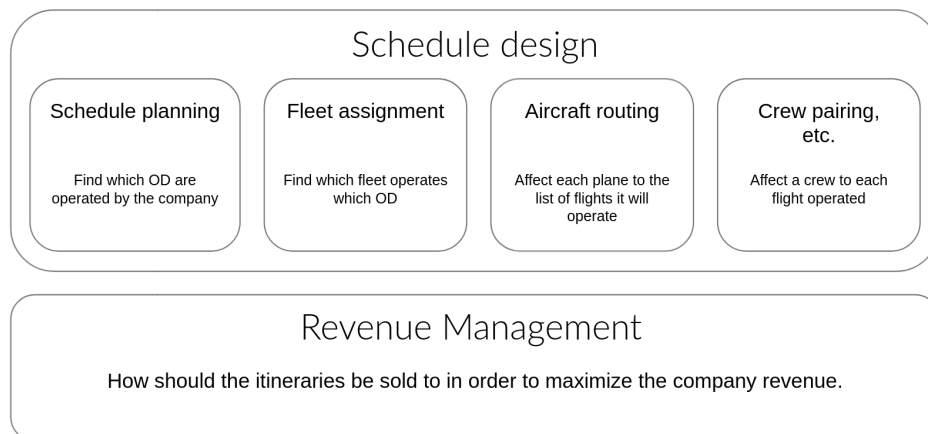 Schedule design
Schedule planning
Find which OD are
operated by the company
Fleet assignment
Find which fleet operates
which OD
Aircraft routing
Affect each plane to the
list of flights it will
operate
Crew pairing,
etc.
Affect a crew to each
flight operated
Revenue Management
How should the itineraries be sold to in order to maximize the company revenue.